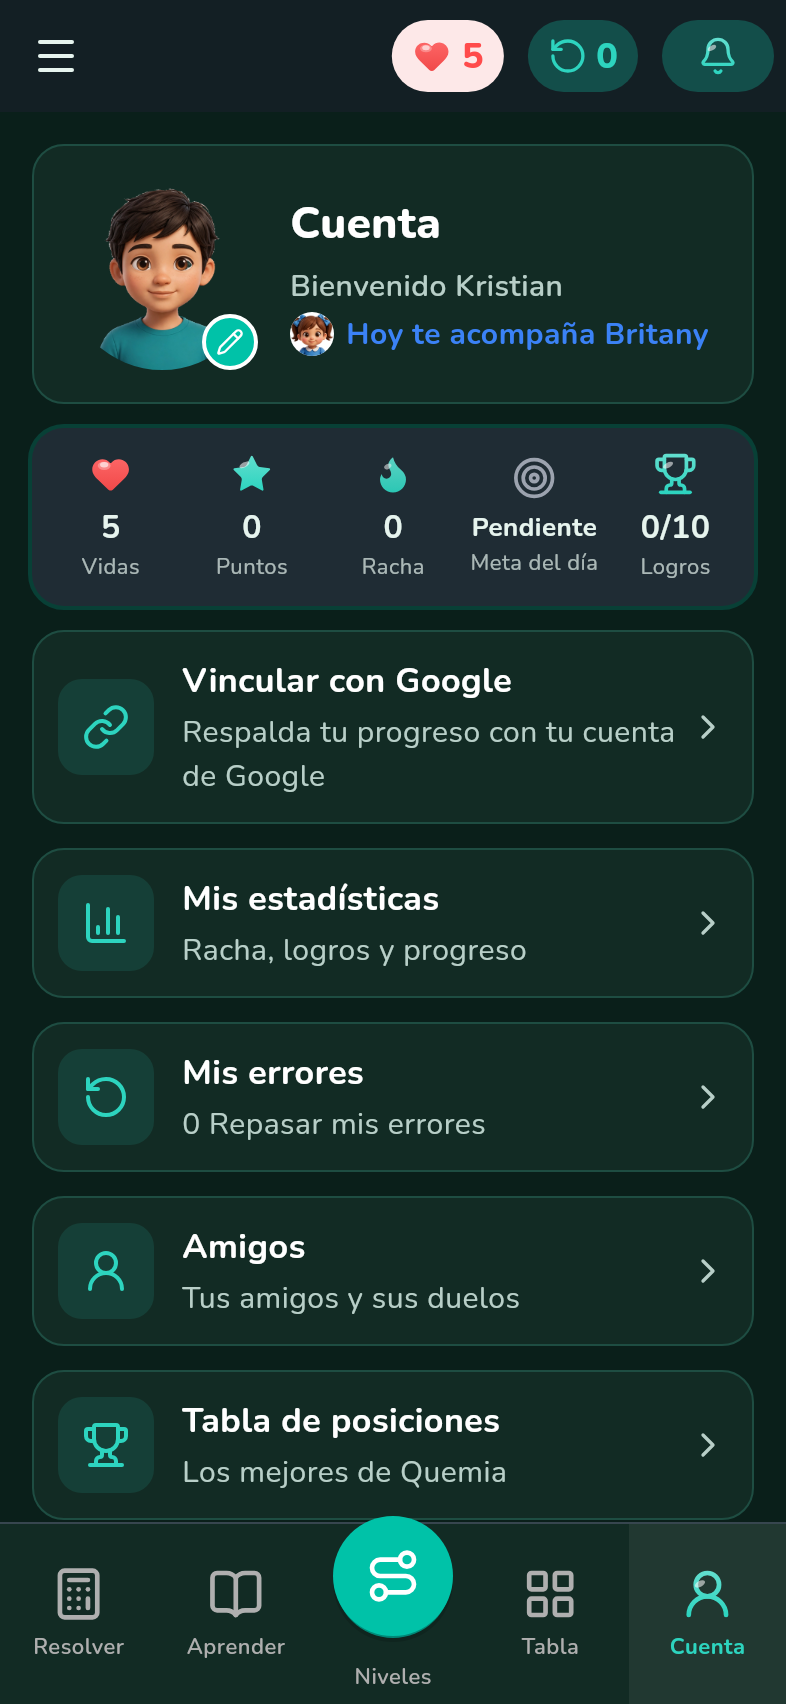 5
0
Cuenta
Bienvenido Kristian
Hoy te acompaña Britany
5
Vidas
0
Puntos
0
Racha
Pendiente
Meta del día
0/10
Logros
Vincular con Google
Respalda tu progreso con tu cuenta
de Google
Mis estadísticas
Racha, logros y progreso
Mis errores
0 Repasar mis errores
Amigos
Tus amigos y sus duelos
Tabla de posiciones
Los mejores de Quemia
Resolver
Aprender
Niveles
Tabla
Cuenta